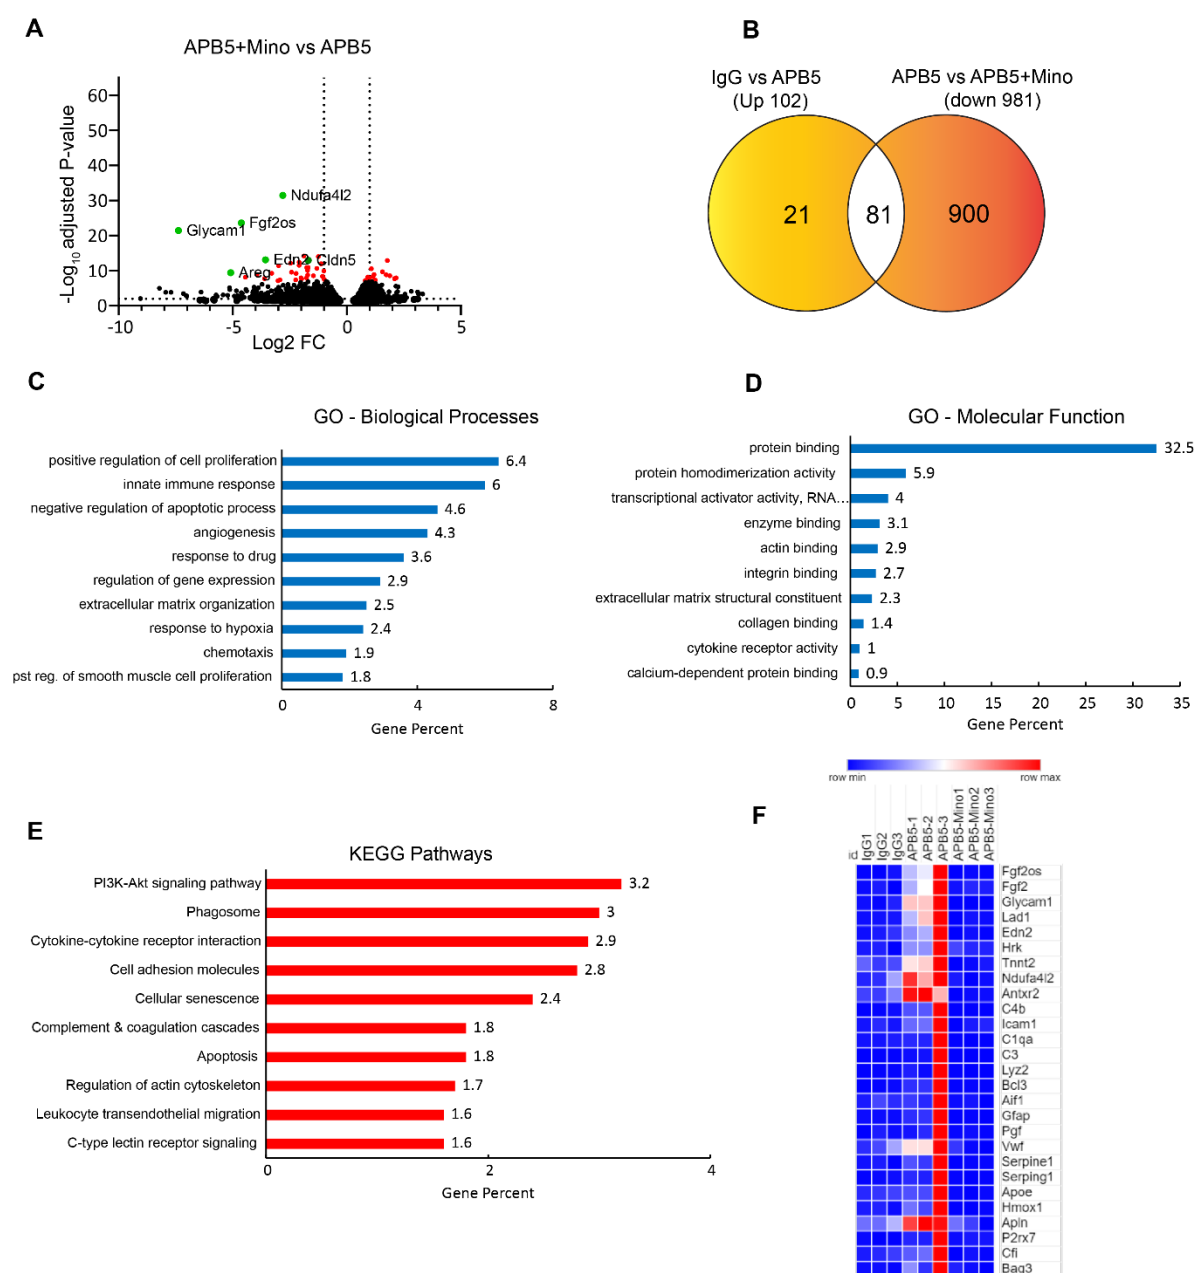 A
APB5+Mino vs APB5
-Log10 adjusted P-value
60
50
40
30
20
10
0
Ndufa4l2
Fgf2os
Glycam1
Edn2
Cldn5
Areg
-10
-5
0
5
Log2 FC
B
IgG vs APB5
(Up 102)
APB5 vs APB5+Mino
(down 981)
21
81
900
C
GO - Biological Processes
positive regulation of cell proliferation 6.4
innate immune response 6
negative regulation of apoptotic process 4.6
angiogenesis 4.3
response to drug 3.6
regulation of gene expression 2.9
extracellular matrix organization 2.5
response to hypoxia 2.4
chemotaxis 1.9
pst reg. of smooth muscle cell proliferation 1.8
0 4 8
Gene Percent
D
GO - Molecular Function
protein binding 32.5
protein homodimerization activity 5.9
transcriptional activator activity, RNA... 4
enzyme binding 3.1
actin binding 2.9
integrin binding 2.7
extracellular matrix structural constituent 2.3
collagen binding 1.4
cytokine receptor activity 1
calcium-dependent protein binding 0.9
0 5 10 15 20 25 30 35
Gene Percent
E
KEGG Pathways
PI3K-Akt signaling pathway 3.2
Phagosome 3
Cytokine-cytokine receptor interaction 2.9
Cell adhesion molecules 2.8
Cellular senescence 2.4
Complement & coagulation cascades 1.8
Apoptosis 1.8
Regulation of actin cytoskeleton 1.7
Leukocyte transendothelial migration 1.6
C-type lectin receptor signaling 1.6
0 2 4
Gene Percent
F
row min row max
id IgG1 IgG2 IgG3 APB5-1 APB5-2 APB5-3 APB5-Mino1 APB5-Mino2 APB5-Mino3
Fgf2os
Fgf2
Glycam1
Lad1
Edn2
Hrk
Tnnt2
Ndufa4l2
Antxr2
C4b
Icam1
C1qa
C3
Lyz2
Bcl3
Aif1
Gfap
Pgf
Vwf
Serpine1
Serping1
Apoe
Hmox1
Apln
P2rx7
Cfi
Bag3